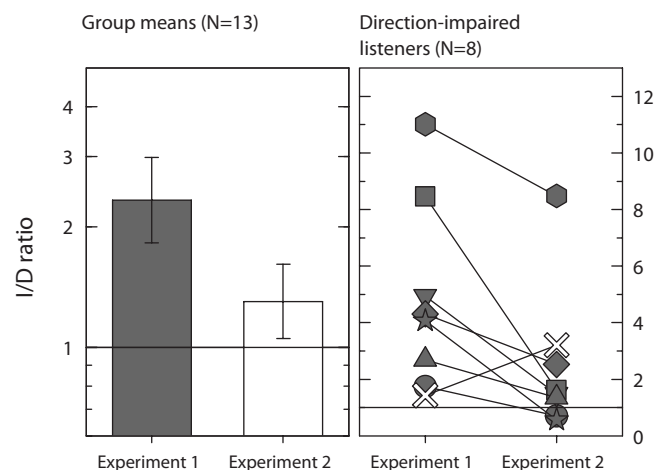 Group means (N=13)
Direction-impaired
listeners (N=8)
I/D ratio
4
3
2
1
12
10
8
6
4
2
0
Experiment 1
Experiment 2
Experiment 1
Experiment 2